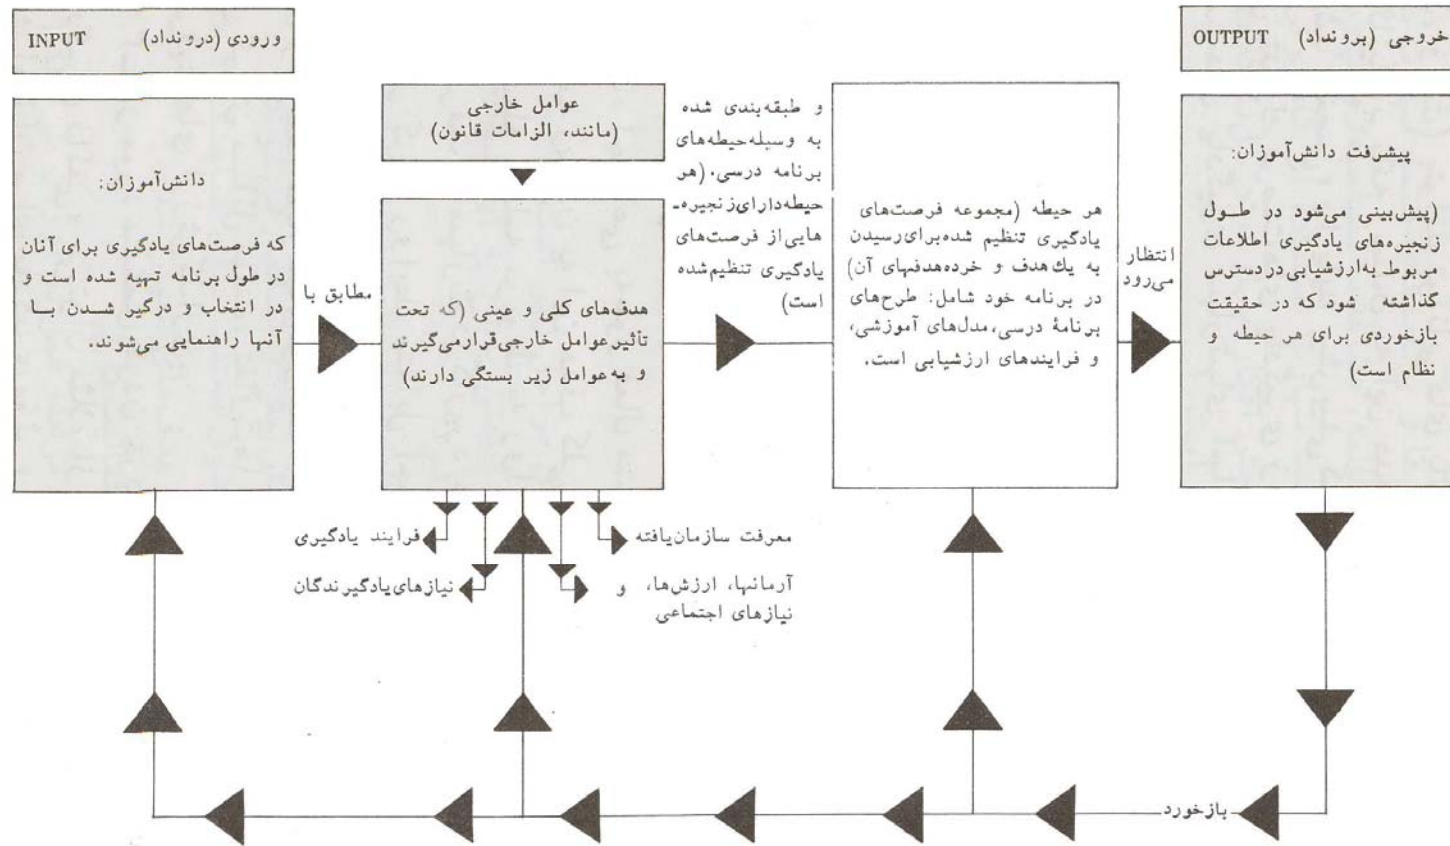 ورودی (درونداد) INPUT
دانش‌آموزان:
که فرصت‌های یادگیری برای آنان
در طول برنامه تهیه شده است و
در انتخاب و درگیر شدن با
آنها راهنمایی می‌شوند.
مطابق با
عوامل خارجی
(مانند، الزامات قانون)
هدف‌های کلی و عینی (که تحت
تأثیر عوامل خارجی قرار می‌گیرند
و به عوامل زیر بستگی دارند)
فرایند یادگیری
نیازهای یادگیرندگان
معرفت سازمان‌یافته
آرمانها، ارزش‌ها، و
نیازهای اجتماعی
و طبقه‌بندی شده
به وسیله حیطه‌های
برنامه درسی. (هر
حیطه دارای زنجیره-
هایی از فرصت‌های
یادگیری تنظیم شده
است)
هر حیطه (مجموعه فرصت‌های
یادگیری تنظیم شده برای رسیدن
به یك هدف و خرده هدفهای آن)
در برنامه خود شامل: طرح‌های
برنامهٔ درسی، مدل‌های آموزشی،
و فرایندهای ارزشیابی است.
انتظار
می‌رود
خروجی (برونداد) OUTPUT
پیشرفت دانش‌آموزان:
(پیش‌بینی می‌شود در طول
زنجیره‌های یادگیری اطلاعات
مربوط به ارزشیابی در دسترس
گذاشته شود که در حقیقت
بازخوردی برای هر حیطه و
نظام است)
بازخورد